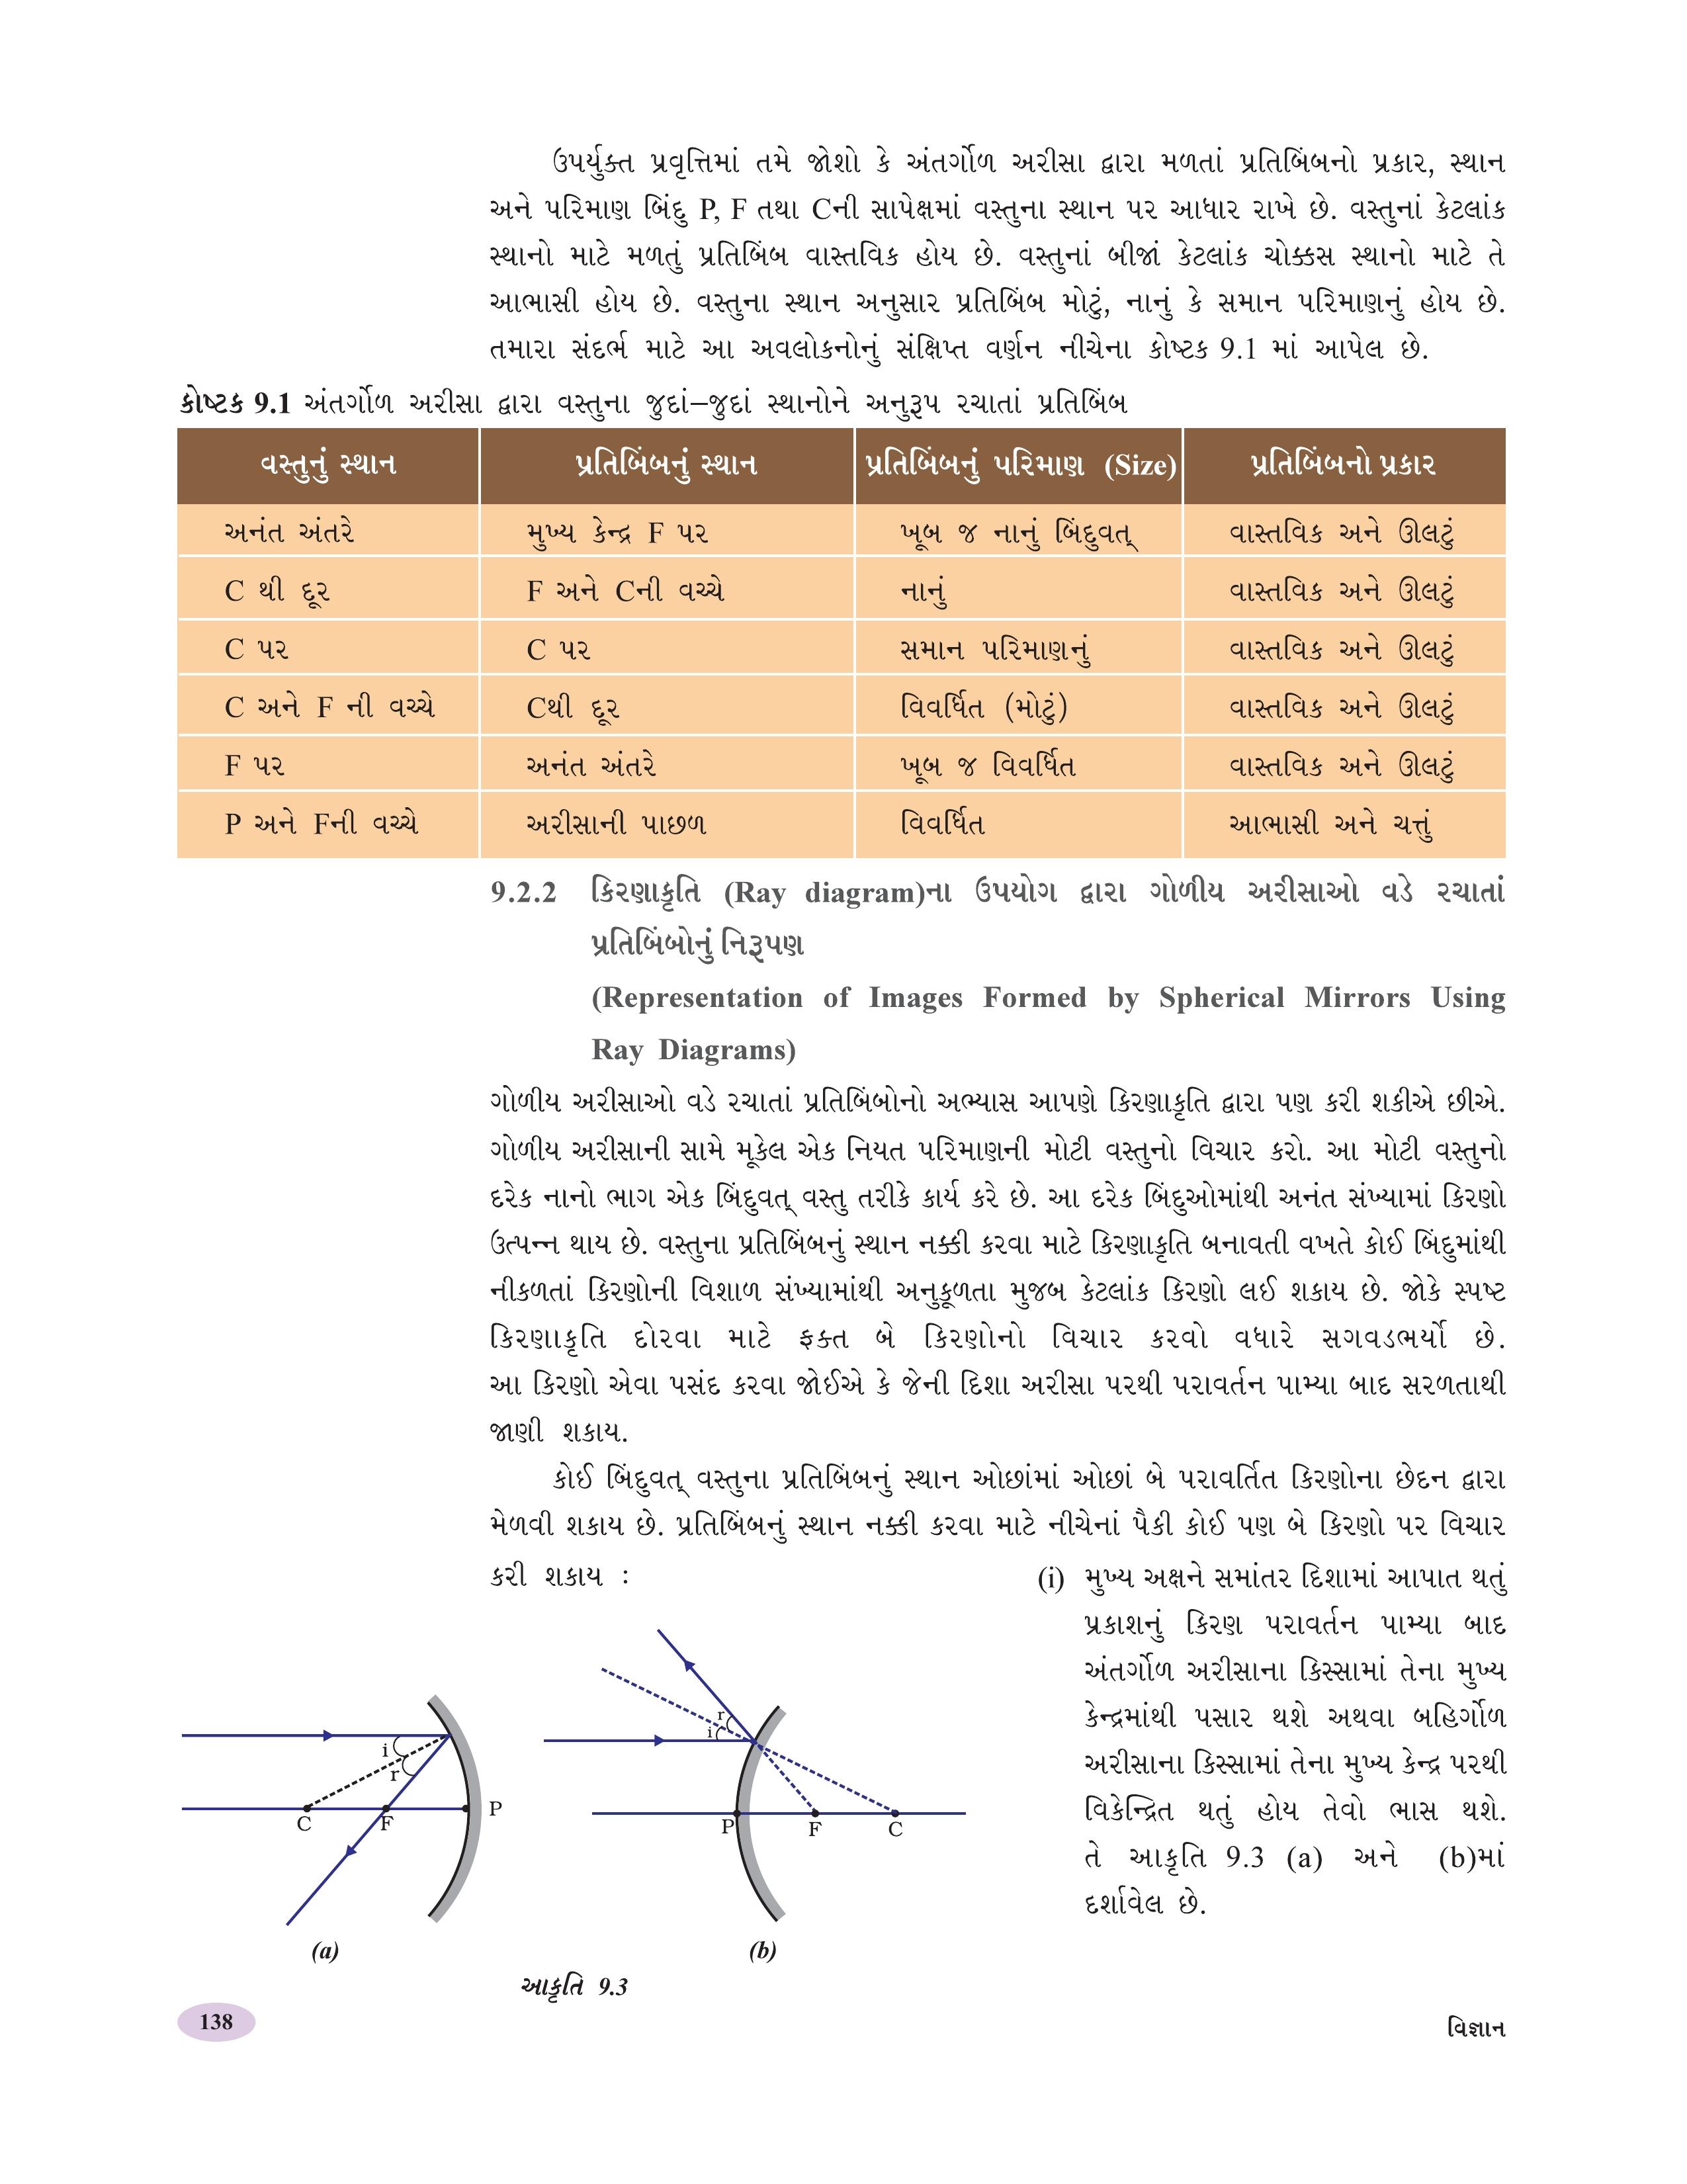 ઉપર્યુક્ત પ્રવૃત્તિમાં તમે જોશો કે અંતર્ગોળ અરીસા દ્વારા મળતાં પ્રતિબિંબનો પ્રકાર, સ્થાન
અને પરિમાણ બિંદુ P, F તથા Cની સાપેક્ષમાં વસ્તુના સ્થાન પર આધાર રાખે છે. વસ્તુનાં કેટલાંક
સ્થાનો માટે મળતું પ્રતિબિંબ વાસ્તવિક હોય છે. વસ્તુનાં બીજાં કેટલાંક ચોક્કસ સ્થાનો માટે તે
આભાસી હોય છે. વસ્તુના સ્થાન અનુસાર પ્રતિબિંબ મોટું, નાનું કે સમાન પરિમાણનું હોય છે.
તમારા સંદર્ભ માટે આ અવલોકનોનું સંક્ષિપ્ત વર્ણન નીચેના કોષ્ટક 9.1 માં આપેલ છે.
કોષ્ટક 9.1 અંતર્ગોળ અરીસા દ્વારા વસ્તુના જુદાં–જુદાં સ્થાનોને અનુરૂપ રચાતાં પ્રતિબિંબ
વસ્તુનું સ્થાન પ્રતિબિંબનું સ્થાન પ્રતિબિંબનું પરિમાણ (Size) પ્રતિબિંબનો પ્રકાર
અનંત અંતરે મુખ્ય કેન્દ્ર F પર ખૂબ જ નાનું બિંદુવત્ વાસ્તવિક અને ઊલટું
C થી દૂર F અને Cની વચ્ચે નાનું વાસ્તવિક અને ઊલટું
C પર C પર સમાન પરિમાણનું વાસ્તવિક અને ઊલટું
C અને F ની વચ્ચે Cથી દૂર વિવર્ધિત (મોટું) વાસ્તવિક અને ઊલટું
F પર અનંત અંતરે ખૂબ જ વિવર્ધિત વાસ્તવિક અને ઊલટું
P અને Fની વચ્ચે અરીસાની પાછળ વિવર્ધિત આભાસી અને ચત્તું
9.2.2 કિરણાકૃતિ (Ray diagram)ના ઉપયોગ દ્વારા ગોળીય અરીસાઓ વડે રચાતાં
પ્રતિબિંબોનું નિરૂપણ
(Representation of Images Formed by Spherical Mirrors Using
Ray Diagrams)
ગોળીય અરીસાઓ વડે રચાતાં પ્રતિબિંબોનો અભ્યાસ આપણે કિરણાકૃતિ દ્વારા પણ કરી શકીએ છીએ.
ગોળીય અરીસાની સામે મૂકેલ એક નિયત પરિમાણની મોટી વસ્તુનો વિચાર કરો. આ મોટી વસ્તુનો
દરેક નાનો ભાગ એક બિંદુવત્ વસ્તુ તરીકે કાર્ય કરે છે. આ દરેક બિંદુઓમાંથી અનંત સંખ્યામાં કિરણો
ઉત્પન્ન થાય છે. વસ્તુના પ્રતિબિંબનું સ્થાન નક્કી કરવા માટે કિરણાકૃતિ બનાવતી વખતે કોઈ બિંદુમાંથી
નીકળતાં કિરણોની વિશાળ સંખ્યામાંથી અનુકૂળતા મુજબ કેટલાંક કિરણો લઈ શકાય છે. જોકે સ્પષ્ટ
કિરણાકૃતિ દોરવા માટે ફક્ત બે કિરણોનો વિચાર કરવો વધારે સગવડભર્યો છે.
આ કિરણો એવા પસંદ કરવા જોઈએ કે જેની દિશા અરીસા પરથી પરાવર્તન પામ્યા બાદ સરળતાથી
જાણી શકાય.
કોઈ બિંદુવત્ વસ્તુના પ્રતિબિંબનું સ્થાન ઓછાંમાં ઓછાં બે પરાવર્તિત કિરણોના છેદન દ્વારા
મેળવી શકાય છે. પ્રતિબિંબનું સ્થાન નક્કી કરવા માટે નીચેનાં પૈકી કોઈ પણ બે કિરણો પર વિચાર
કરી શકાય :
(i) મુખ્ય અક્ષને સમાંતર દિશામાં આપાત થતું
પ્રકાશનું કિરણ પરાવર્તન પામ્યા બાદ
અંતર્ગોળ અરીસાના કિસ્સામાં તેના મુખ્ય
કેન્દ્રમાંથી પસાર થશે અથવા બહિર્ગોળ
અરીસાના કિસ્સામાં તેના મુખ્ય કેન્દ્ર પરથી
વિકેન્દ્રિત થતું હોય તેવો ભાસ થશે.
તે આકૃતિ 9.3 (a) અને (b)માં
દર્શાવેલ છે.
i
r
C F P
r
i
P F C
(a) (b)
આકૃતિ 9.3
138 વિજ્ઞાન